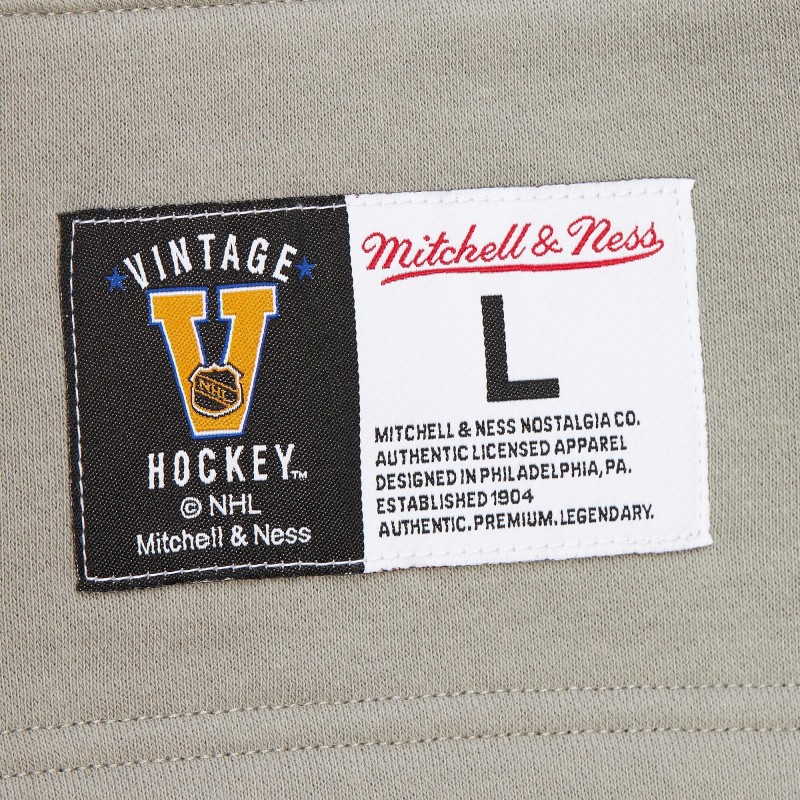 VINTAGE
V
NHL
HOCKEY™
© NHL
Mitchell & Ness
Mitchell & Ness
L
MITCHELL & NESS NOSTALGIA CO.
AUTHENTIC LICENSED APPAREL
DESIGNED IN PHILADELPHIA, PA.
ESTABLISHED 1904
AUTHENTIC.PREMIUM.LEGENDARY.